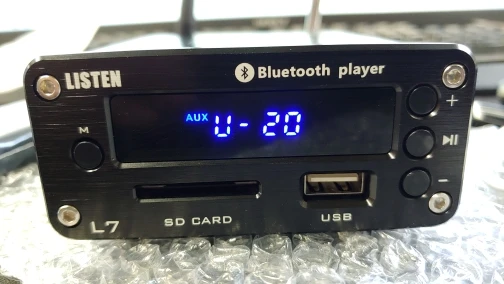 LISTEN
Bluetooth player
AUX U-20
+
M
-
L7
SD CARD
USB